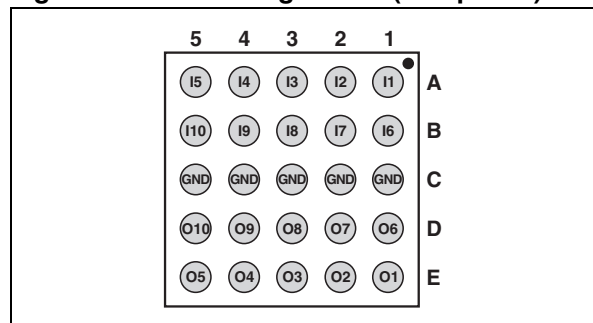 5 4 3 2 1
I5 I4 I3 I2 I1 A
I10 I9 I8 I7 I6 B
GND GND GND GND GND C
O10 O9 O8 O7 O6 D
O5 O4 O3 O2 O1 E